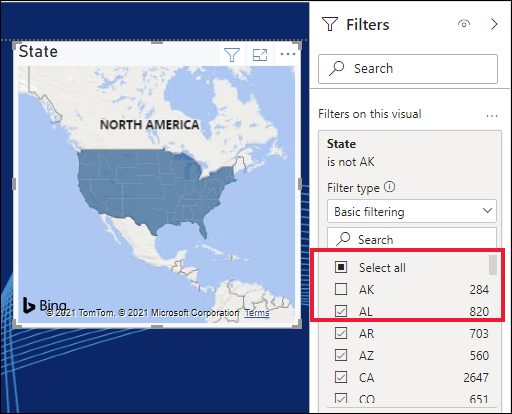 State
NORTH AMERICA
Bing
© 2021 TomTom, © 2021 Microsoft Corporation Terms
Filters
Search
Filters on this visual
State
is not AK
Filter type
Basic filtering
Search
Select all
AK 284
AL 820
AR 703
AZ 560
CA 2647
CO 651